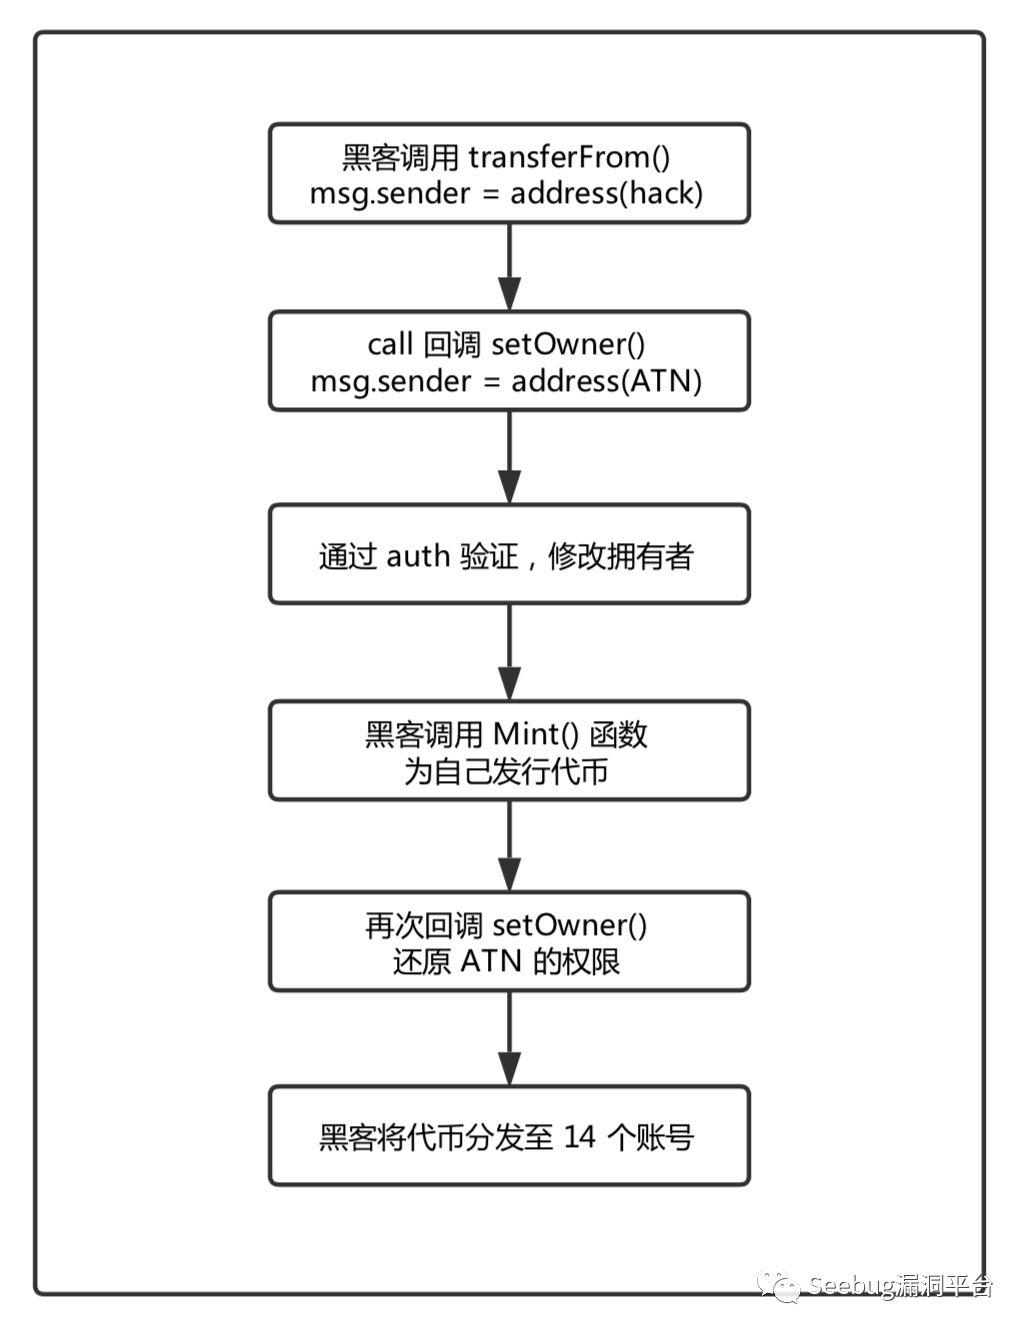 黑客调用 transferFrom()
msg.sender = address(hack)
call 回调 setOwner()
msg.sender = address(ATN)
通过 auth 验证，修改拥有者
黑客调用 Mint() 函数
为自己发行代币
再次回调 setOwner()
还原 ATN 的权限
黑客将代币分发至 14 个账号
Seebug漏洞平台